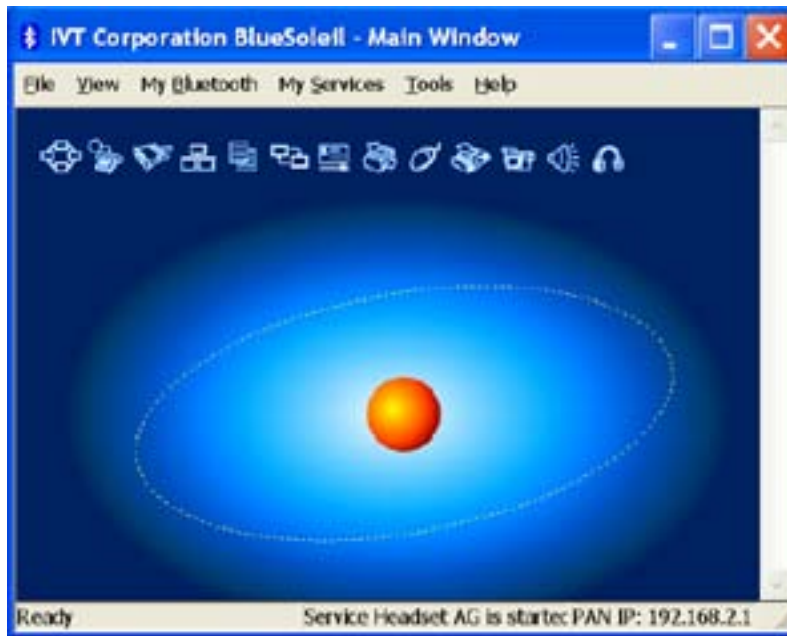 IVT Corporation BlueSoleil - Main Window
File View My Bluetooth My Services Tools Help
Ready Service Headset AG is startec PAN IP: 192.168.2.1